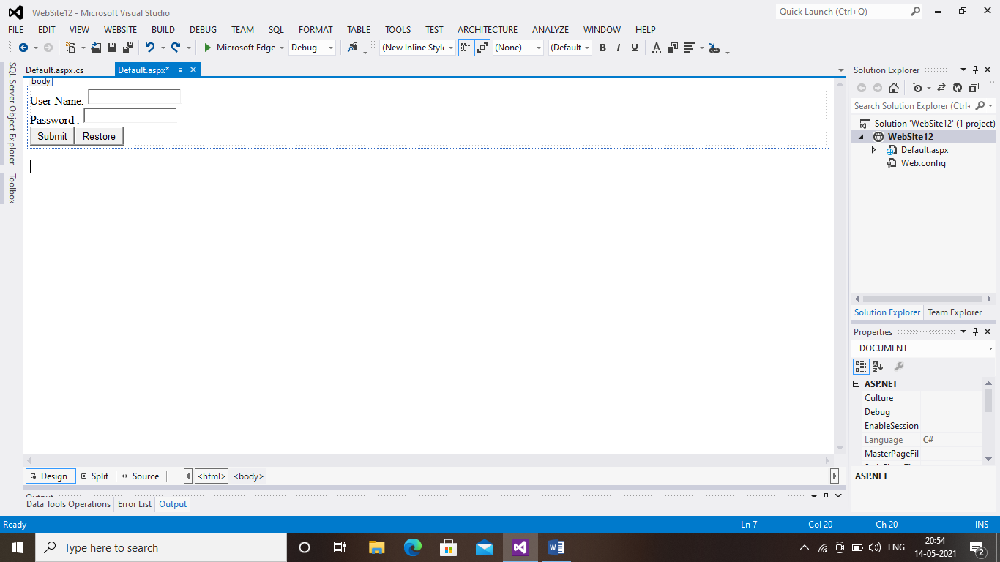 WebSite12 - Microsoft Visual Studio
Quick Launch (Ctrl+Q)
FILE EDIT VIEW WEBSITE BUILD DEBUG TEAM SQL FORMAT TABLE TOOLS TEST ARCHITECTURE ANALYZE WINDOW HELP
Microsoft Edge Debug (New Inline Style (None) (Default B I U A
SQL Server Object Explorer
Toolbox
Default.aspx.cs Default.aspx*
body
User Name:-
Password :-
Submit Restore
Solution Explorer
Search Solution Explorer (Ctrl+
Solution 'WebSite12' (1 project)
WebSite12
Default.aspx
Web.config
Solution Explorer Team Explorer
Properties
DOCUMENT
ASP.NET
Culture
Debug
EnableSession
Language C#
MasterPageFil
ASP.NET
Design Split Source <html> <body>
Output
Data Tools Operations Error List Output
Ready Ln 7 Col 20 Ch 20 INS
Type here to search
ENG
20:54
14-05-2021
2